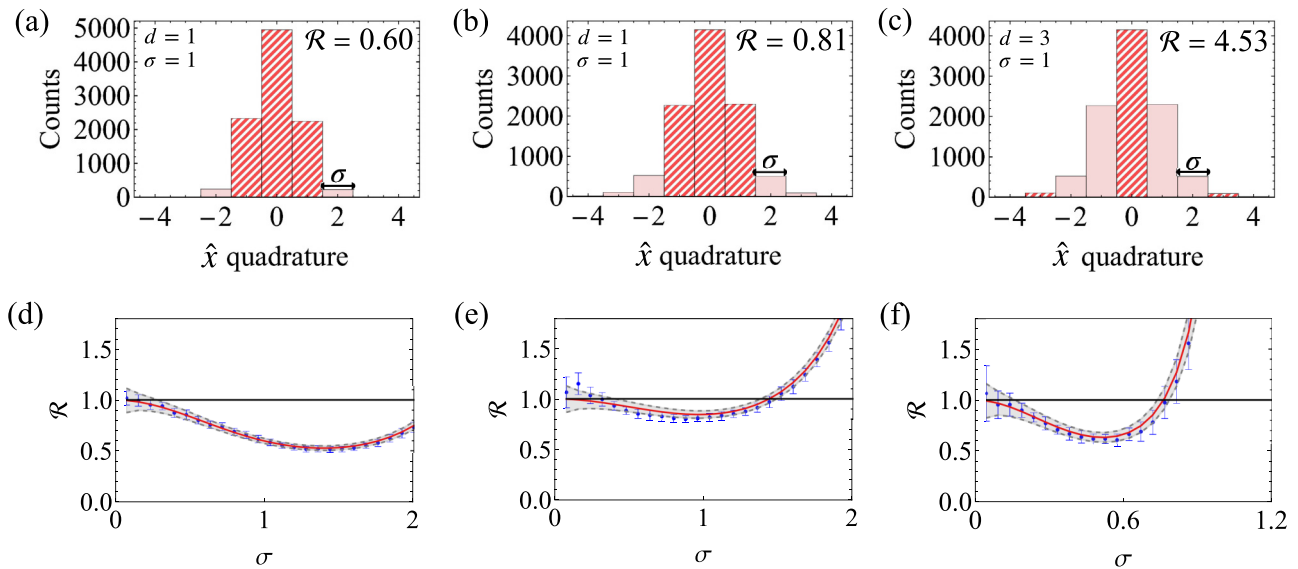 (a)
d = 1
σ = 1
ℛ = 0.60
Counts
5000
4000
3000
2000
1000
0
σ
−4 −2 0 2 4
x̂ quadrature
(b)
d = 1
σ = 1
ℛ = 0.81
Counts
4000
3000
2000
1000
0
σ
−4 −2 0 2 4
x̂ quadrature
(c)
d = 3
σ = 1
ℛ = 4.53
Counts
4000
3000
2000
1000
0
σ
−4 −2 0 2 4
x̂ quadrature
(d)
ℛ
1.5
1.0
0.5
0.0
0 1 2
σ
(e)
ℛ
1.5
1.0
0.5
0.0
0 1 2
σ
(f)
ℛ
1.5
1.0
0.5
0.0
0 0.6 1.2
σ